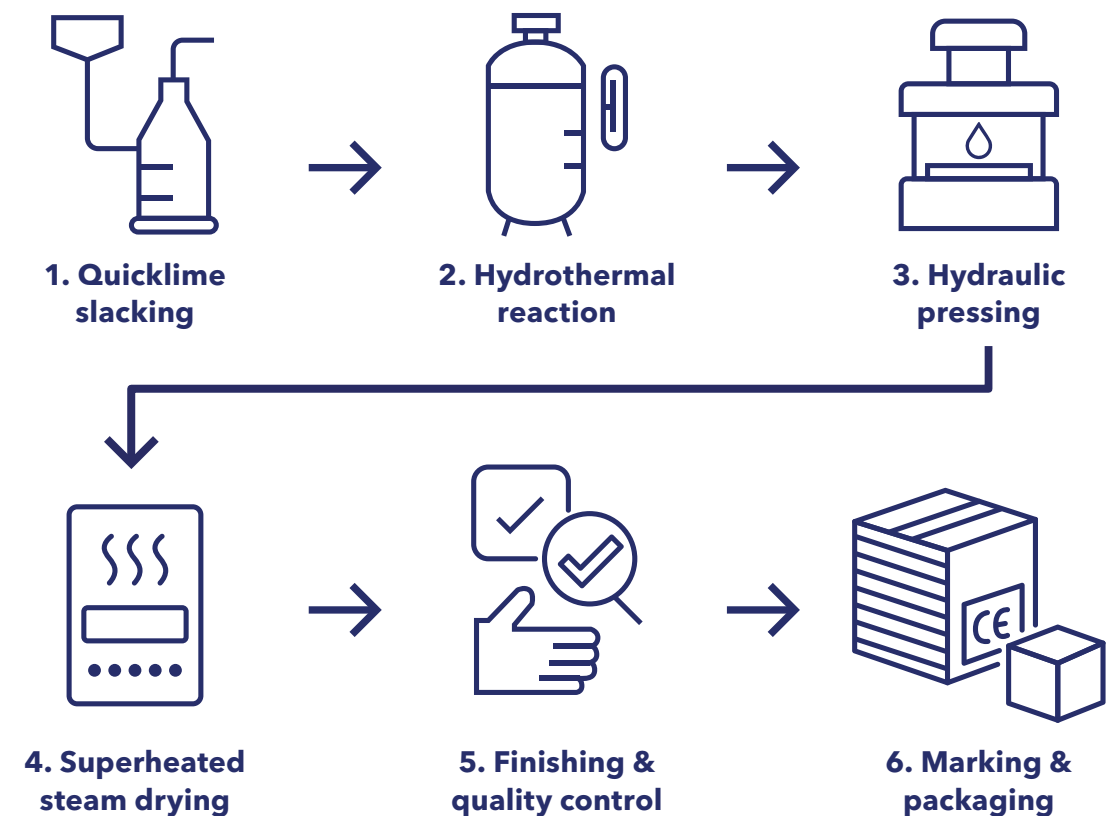 1. Quicklime
slacking
2. Hydrothermal
reaction
3. Hydraulic
pressing
4. Superheated
steam drying
5. Finishing &
quality control
CE
6. Marking &
packaging